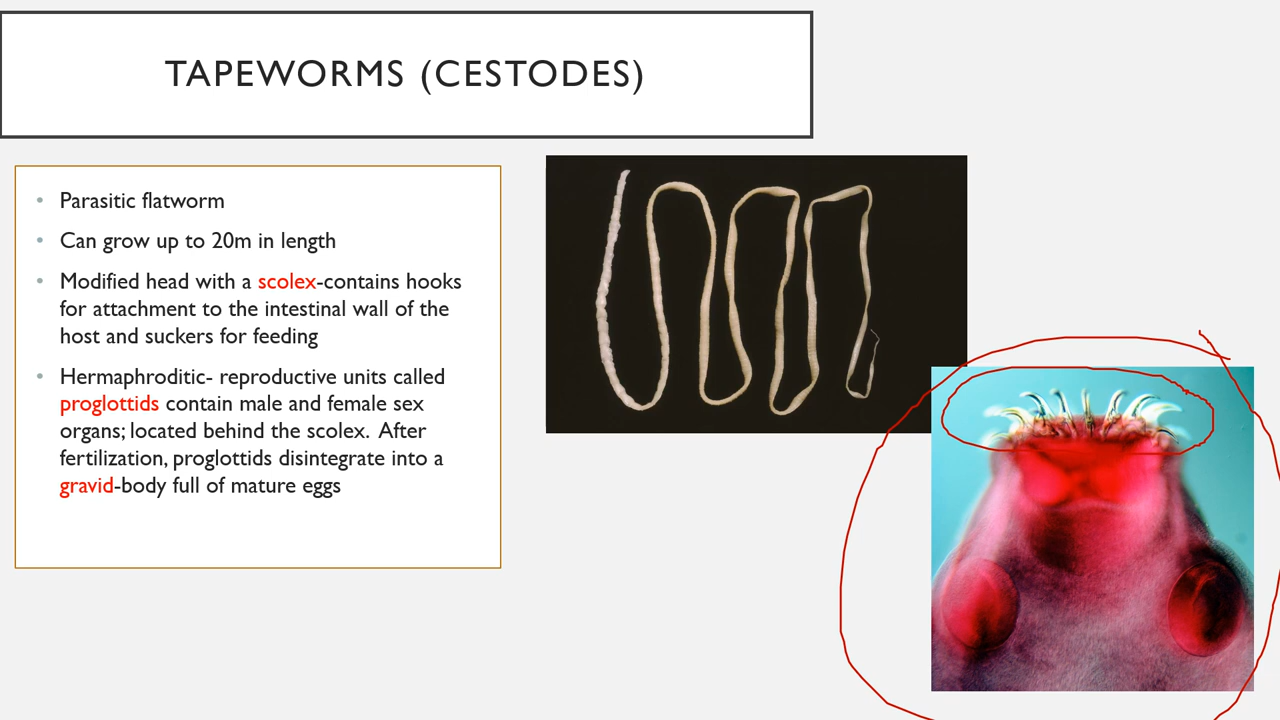 TAPEWORMS (CESTODES)
• Parasitic flatworm
• Can grow up to 20m in length
• Modified head with a scolex-contains hooks
for attachment to the intestinal wall of the
host and suckers for feeding
• Hermaphroditic- reproductive units called
proglottids contain male and female sex
organs; located behind the scolex. After
fertilization, proglottids disintegrate into a
gravid-body full of mature eggs